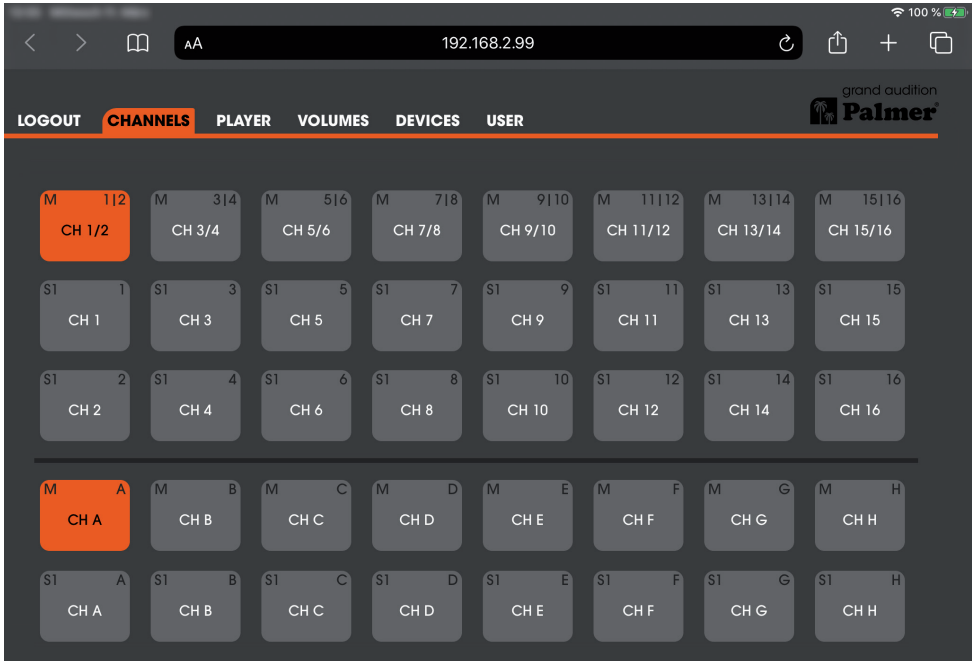 100 %
AA 192.168.2.99
grand audition
Palmer®
LOGOUT CHANNELS PLAYER VOLUMES DEVICES USER
M 1|2 M 3|4 M 5|6 M 7|8 M 9|10 M 11|12 M 13|14 M 15|16
CH 1/2 CH 3/4 CH 5/6 CH 7/8 CH 9/10 CH 11/12 CH 13/14 CH 15/16
S1 1 S1 3 S1 5 S1 7 S1 9 S1 11 S1 13 S1 15
CH 1 CH 3 CH 5 CH 7 CH 9 CH 11 CH 13 CH 15
S1 2 S1 4 S1 6 S1 8 S1 10 S1 12 S1 14 S1 16
CH 2 CH 4 CH 6 CH 8 CH 10 CH 12 CH 14 CH 16
M A M B M C M D M E M F M G M H
CH A CH B CH C CH D CH E CH F CH G CH H
S1 A S1 B S1 C S1 D S1 E S1 F S1 G S1 H
CH A CH B CH C CH D CH E CH F CH G CH H